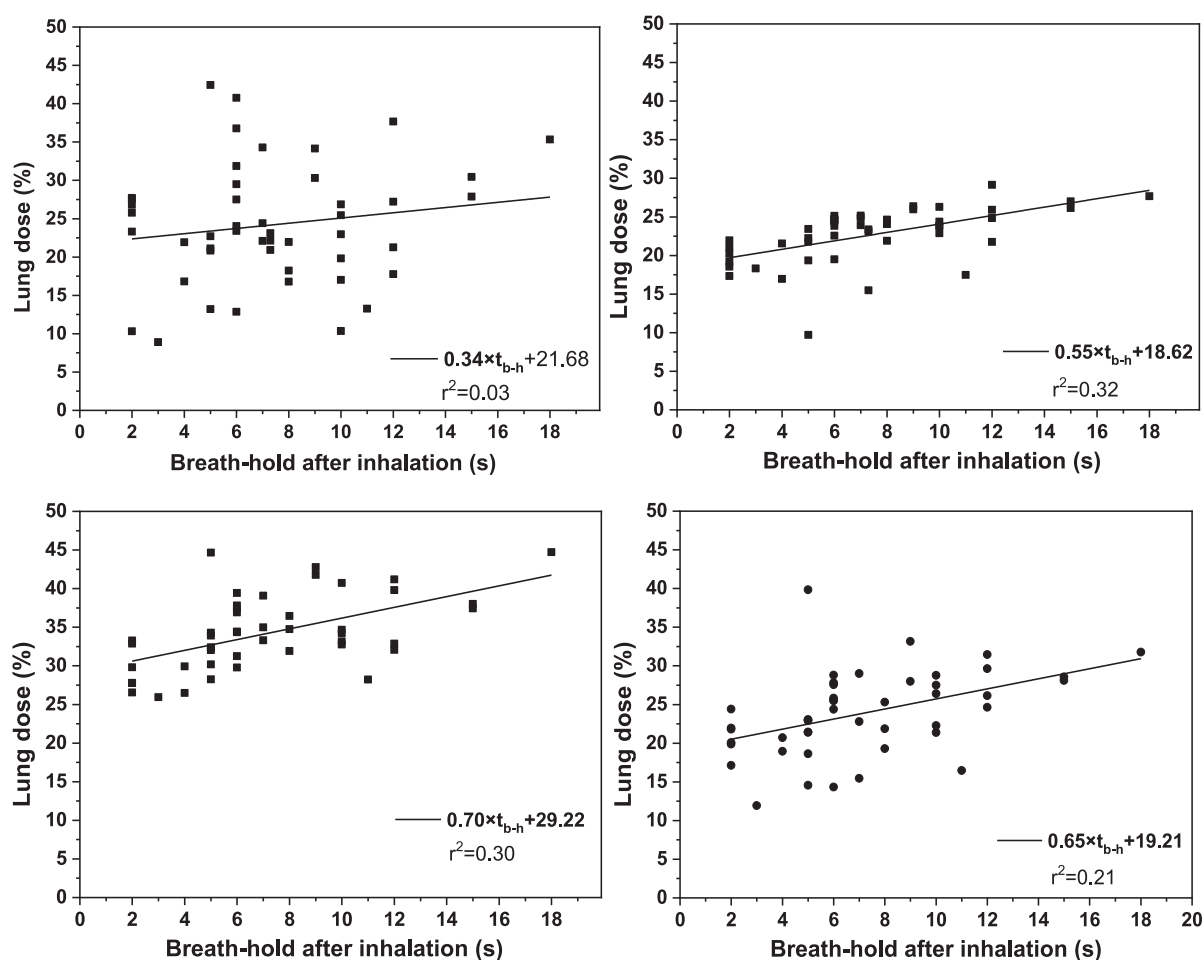 50
45
40
35
30
25
20
15
10
5
0
Lung dose (%)
0.34×t_b-h+21.68
r²=0.03
0 2 4 6 8 10 12 14 16 18
Breath-hold after inhalation (s)
50
45
40
35
30
25
20
15
10
5
0
Lung dose (%)
0.55×t_b-h+18.62
r²=0.32
0 2 4 6 8 10 12 14 16 18
Breath-hold after inhalation (s)
50
45
40
35
30
25
20
15
10
5
0
Lung dose (%)
0.70×t_b-h+29.22
r²=0.30
0 2 4 6 8 10 12 14 16 18
Breath-hold after inhalation (s)
50
45
40
35
30
25
20
15
10
5
0
Lung dose (%)
0.65×t_b-h+19.21
r²=0.21
0 2 4 6 8 10 12 14 16 18 20
Breath-hold after inhalation (s)